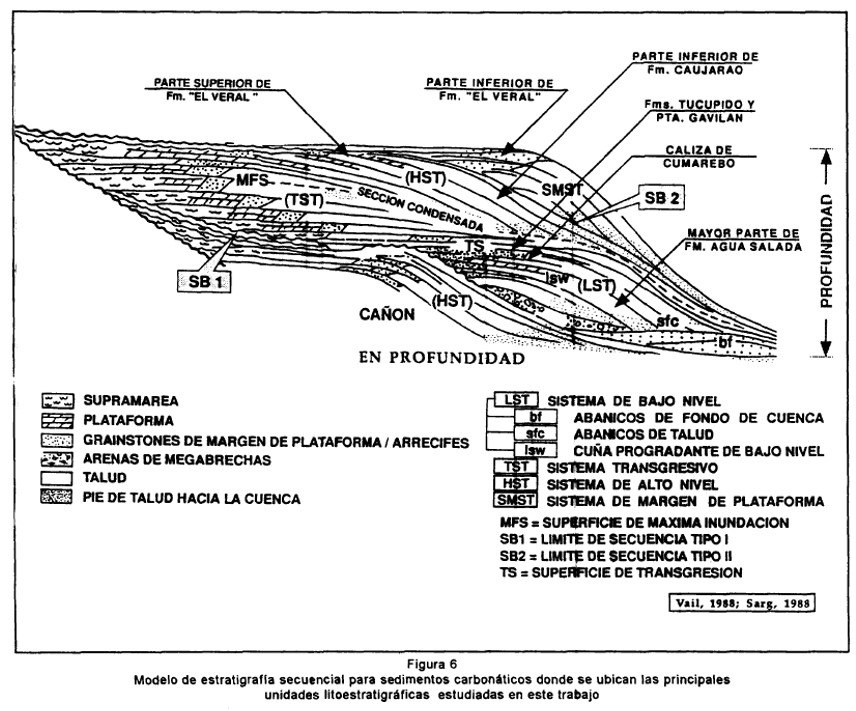 PARTE INFERIOR DE
Fm. CAUJARAO
PARTE SUPERIOR DE
Fm. "EL VERAL"
PARTE INFERIOR DE
Fm. "EL VERAL"
Fms. TUCUPIDO Y
PTA. GAVILAN
CALIZA DE
CUMAREBO
MFS
(HST)
SMST
SB 2
(TST)
SECCION CONDENSADA
MAYOR PARTE DE
FM. AGUA SALADA
PROFUNDIDAD
TS
SB 1
lsw
(LST)
(HST)
CAÑON
sfc
bf
EN PROFUNDIDAD
SUPRAMAREA
PLATAFORMA
GRAINSTONES DE MARGEN DE PLATAFORMA / ARRECIFES
ARENAS DE MEGABRECHAS
TALUD
PIE DE TALUD HACIA LA CUENCA
LST SISTEMA DE BAJO NIVEL
bf ABANICOS DE FONDO DE CUENCA
sfc ABANICOS DE TALUD
lsw CUÑA PROGRADANTE DE BAJO NIVEL
TST SISTEMA TRANSGRESIVO
HST SISTEMA DE ALTO NIVEL
SMST SISTEMA DE MARGEN DE PLATAFORMA
MFS = SUPERFICIE DE MAXIMA INUNDACION
SB1 = LIMITE DE SECUENCIA TIPO I
SB2 = LIMITE DE SECUENCIA TIPO II
TS = SUPERFICIE DE TRANSGRESION
Vail, 1988; Sarg, 1988
Figura 6
Modelo de estratigrafía secuencial para sedimentos carbonáticos donde se ubican las principales
unidades litoestratigráficas estudiadas en este trabajo